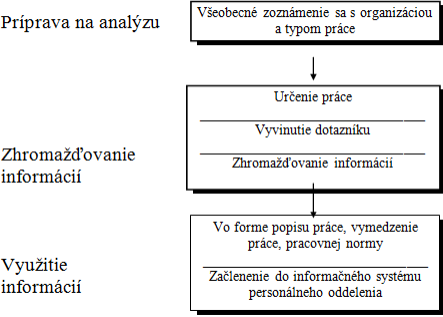 Príprava na analýzu
Všeobecné zoznámenie sa s organizáciou
a typom práce
Určenie práce
Vyvinutie dotazníku
Zhromažďovanie informácií
Zhromažďovanie
informácií
Vo forme popisu práce, vymedzenie
práce, pracovnej normy
Začlenenie do informačného systému
personálneho oddelenia
Využitie
informácií